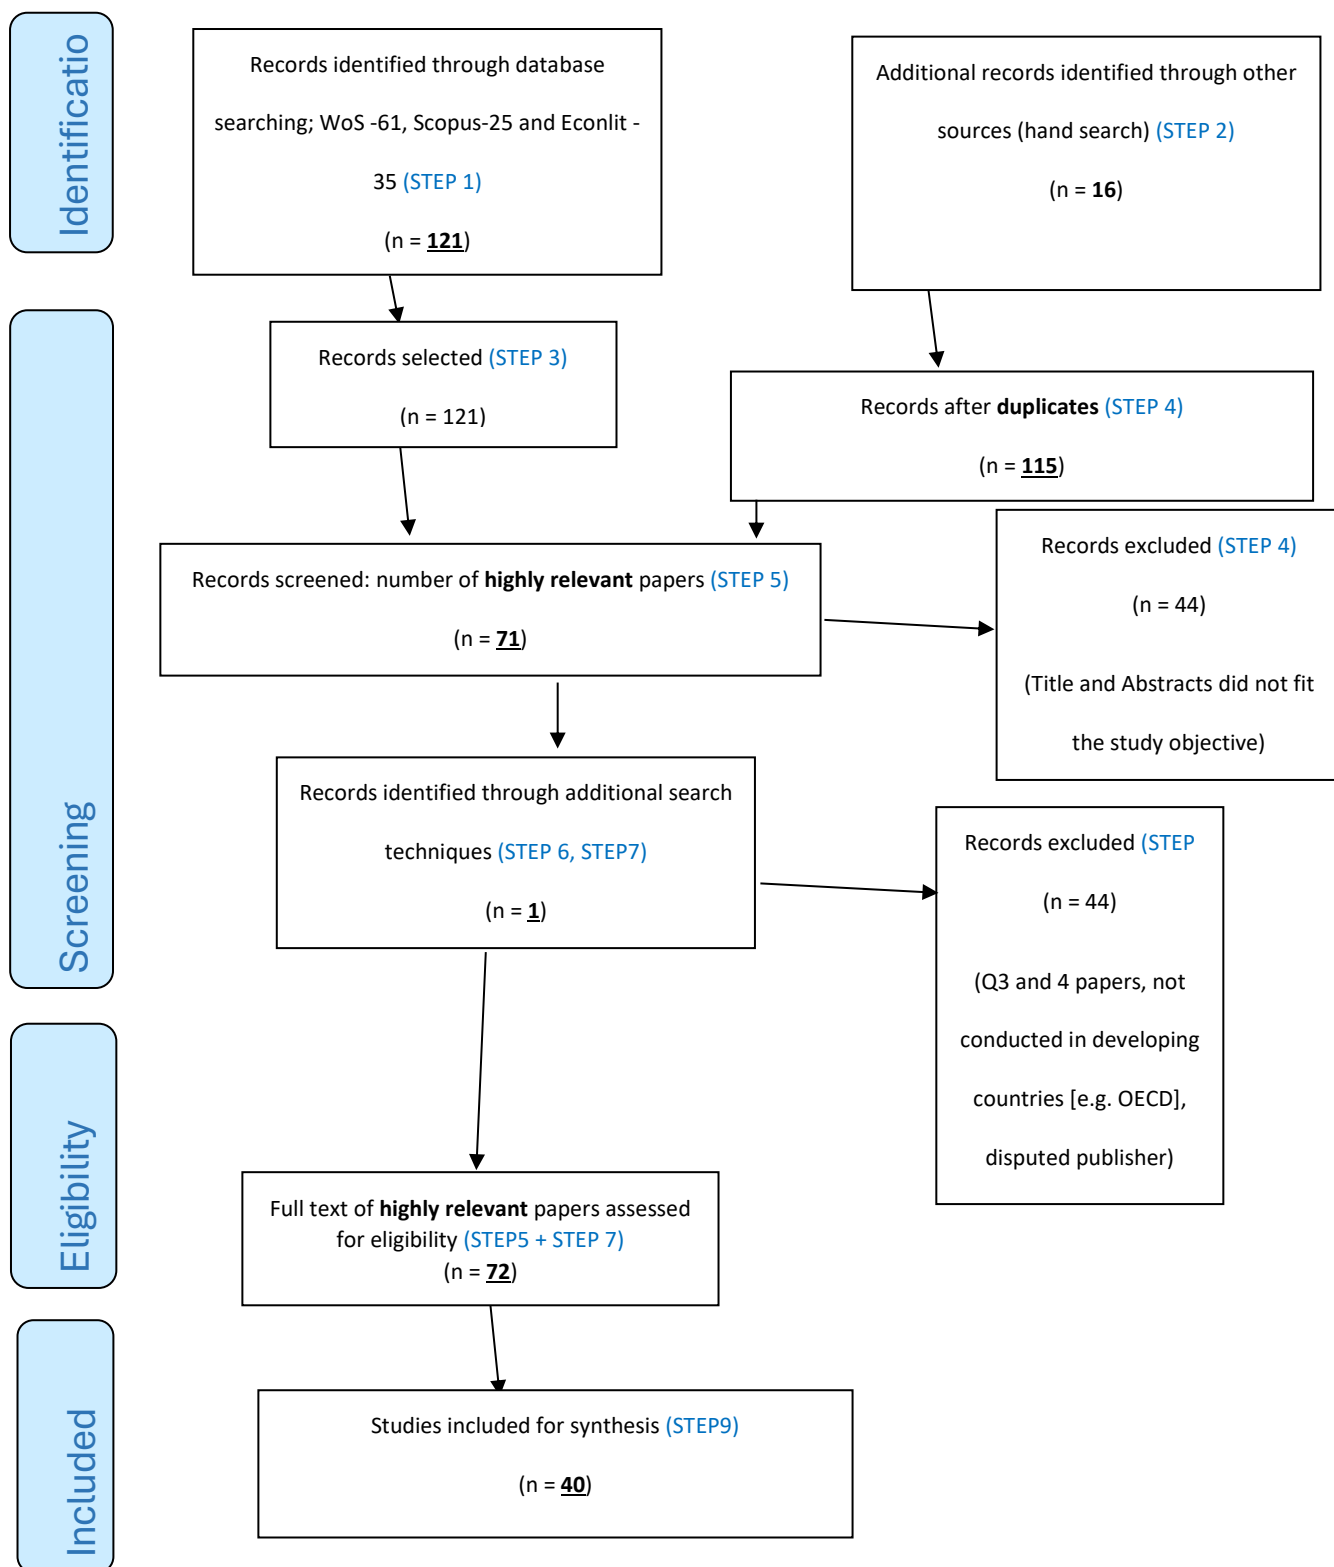 Identificatio
Records identified through database
searching; WoS -61, Scopus-25 and Econlit -
35 (STEP 1)
(n = 121)
Additional records identified through other
sources (hand search) (STEP 2)
(n = 16)
Screening
Records selected (STEP 3)
(n = 121)
Records after duplicates (STEP 4)
(n = 115)
Records screened: number of highly relevant papers (STEP 5)
(n = 71)
Records excluded (STEP 4)
(n = 44)
(Title and Abstracts did not fit
the study objective)
Records identified through additional search
techniques (STEP 6, STEP7)
(n = 1)
Records excluded (STEP
(n = 44)
(Q3 and 4 papers, not
conducted in developing
countries [e.g. OECD],
disputed publisher)
Eligibility
Full text of highly relevant papers assessed
for eligibility (STEP5 + STEP 7)
(n = 72)
Included
Studies included for synthesis (STEP9)
(n = 40)